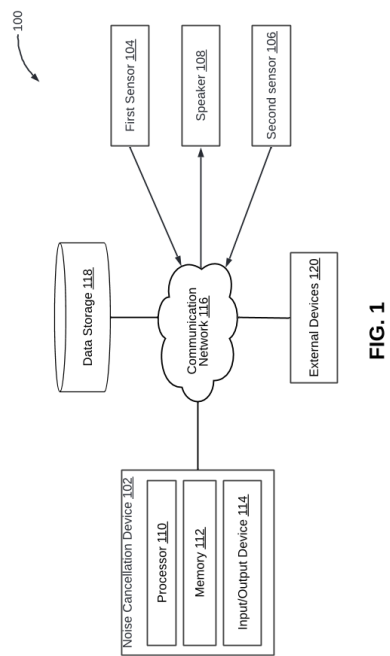 100
First Sensor 104
Speaker 108
Second sensor 106
Data Storage 118
Communication
Network 116
External Devices 120
Noise Cancellation Device 102
Processor 110
Memory 112
Input/Output Device 114
FIG. 1